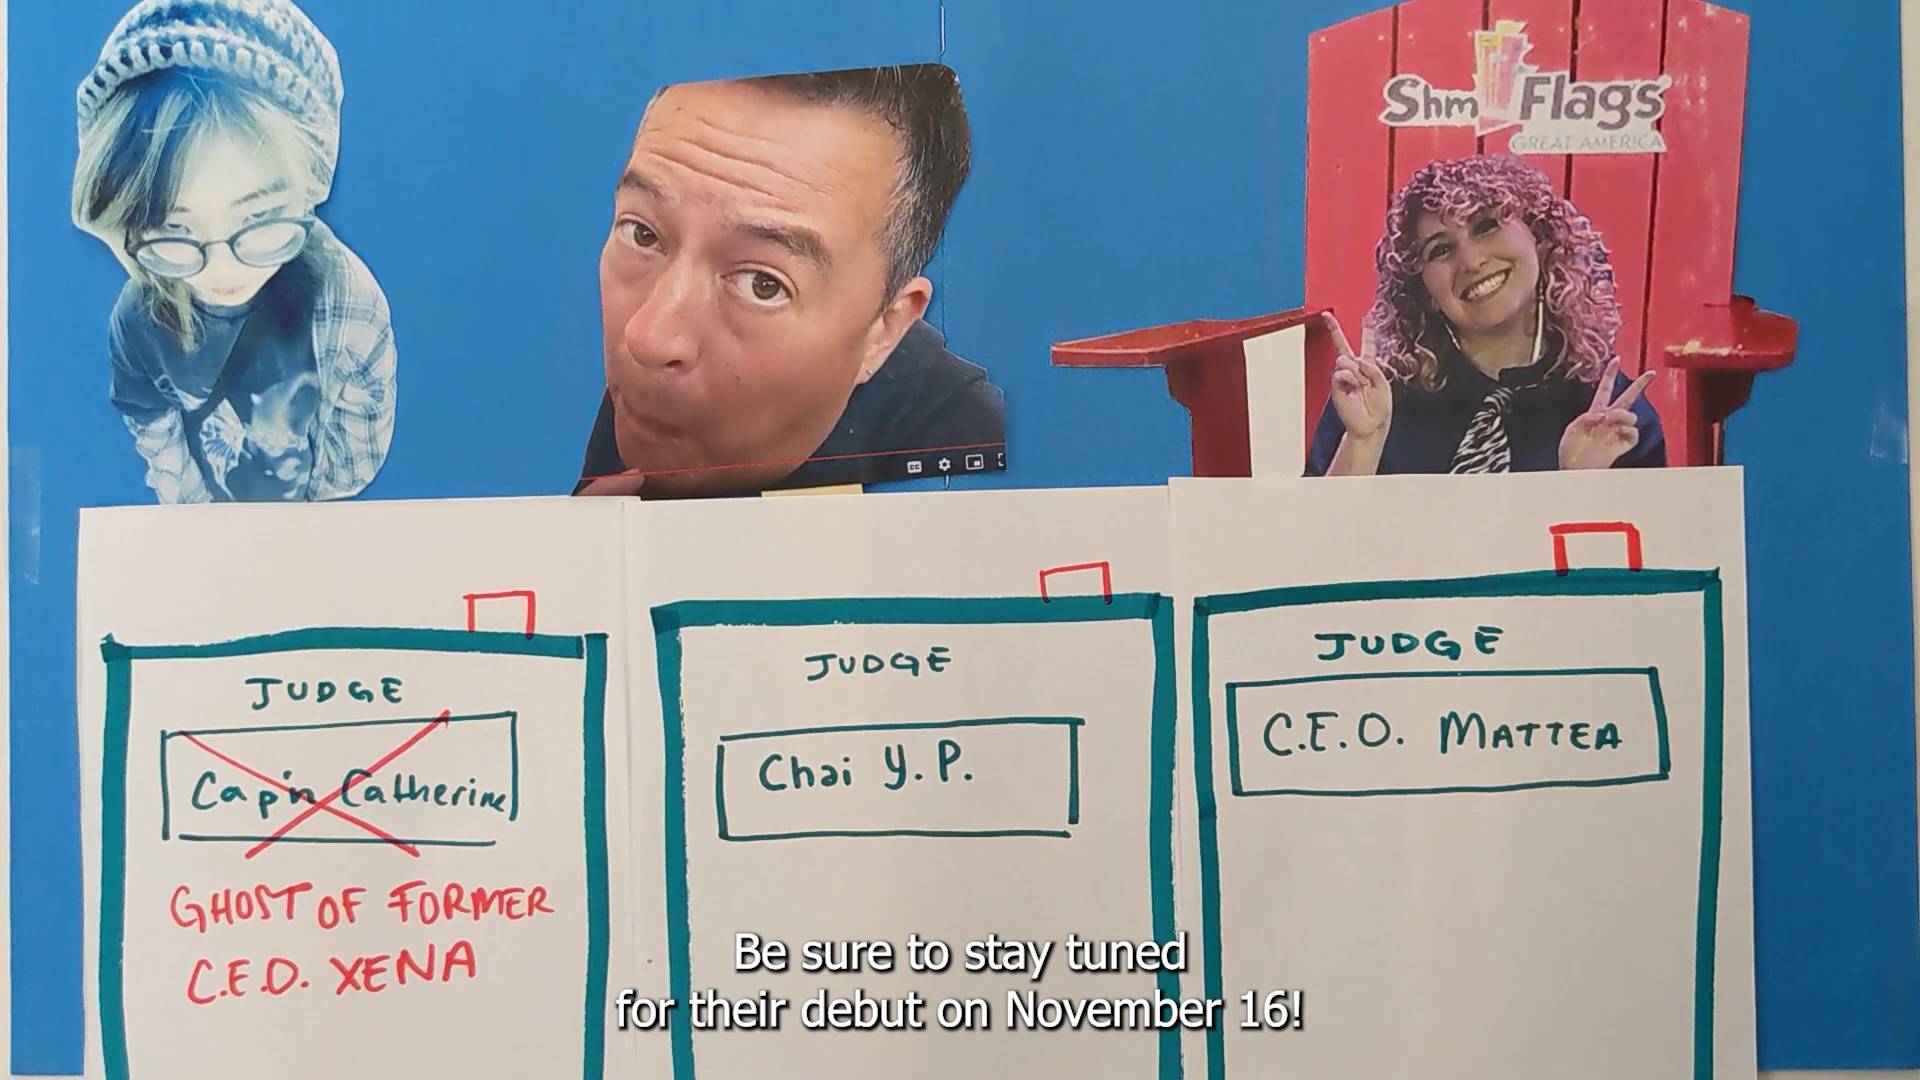 Shm Flags
GREAT AMERICA
CC
JUDGE
Cap'n Catherine
GHOST OF FORMER
C.E.O. XENA
JUDGE
Chai Y. P.
JUDGE
C.E.O. MATTEA
Be sure to stay tuned
for their debut on November 16!